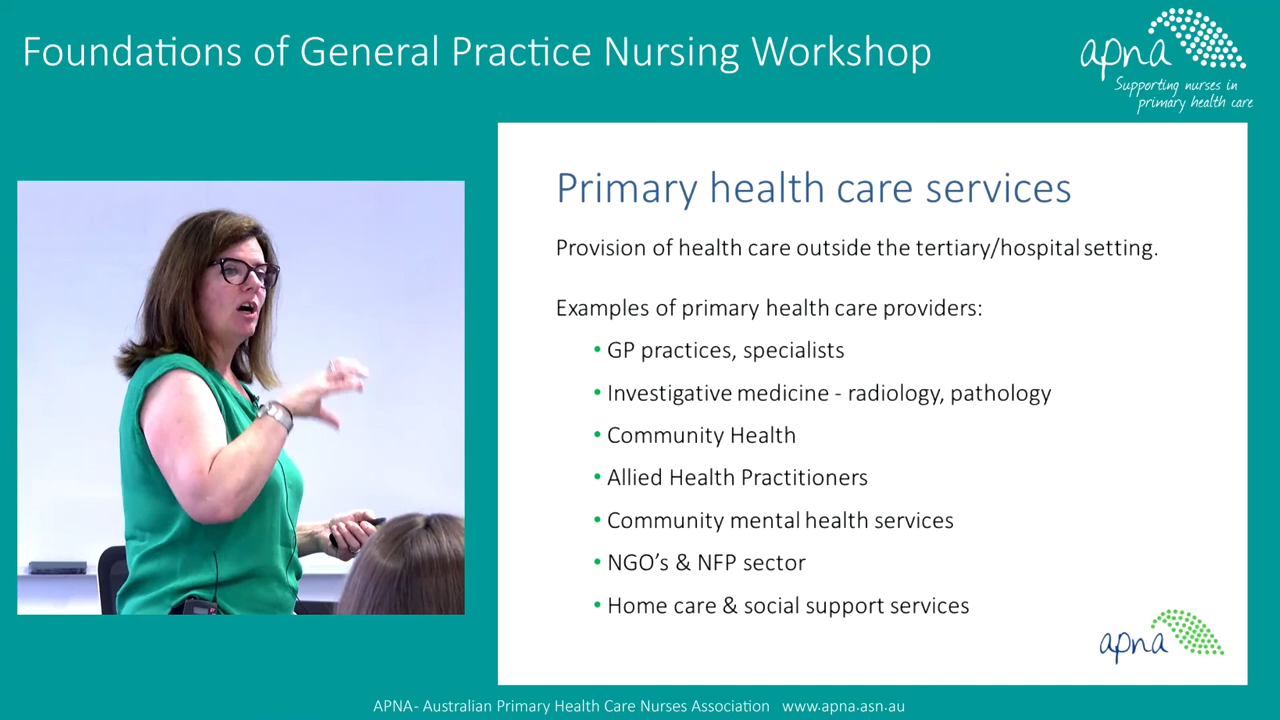 Foundations of General Practice Nursing Workshop
apna
Supporting nurses in
primary health care
Primary health care services
Provision of health care outside the tertiary/hospital setting.
Examples of primary health care providers:
• GP practices, specialists
• Investigative medicine - radiology, pathology
• Community Health
• Allied Health Practitioners
• Community mental health services
• NGO's & NFP sector
• Home care & social support services
apna
APNA- Australian Primary Health Care Nurses Association www.apna.asn.au